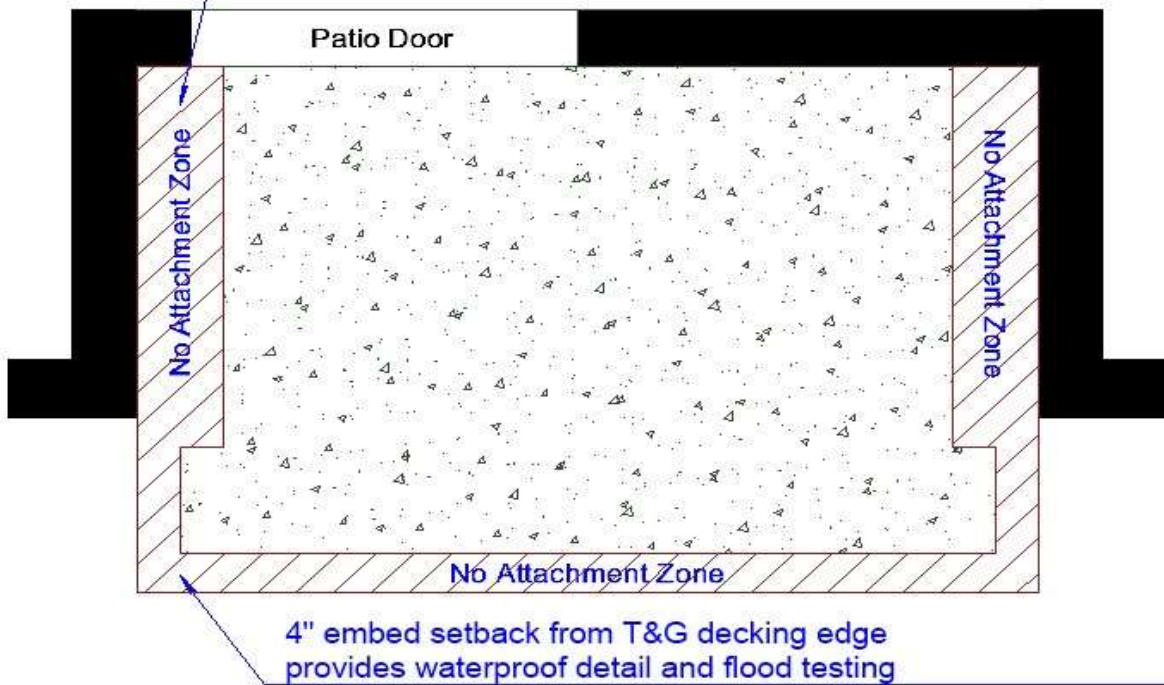 Patio Door
No Attachment Zone
No Attachment Zone
No Attachment Zone
4" embed setback from T&G decking edge
provides waterproof detail and flood testing